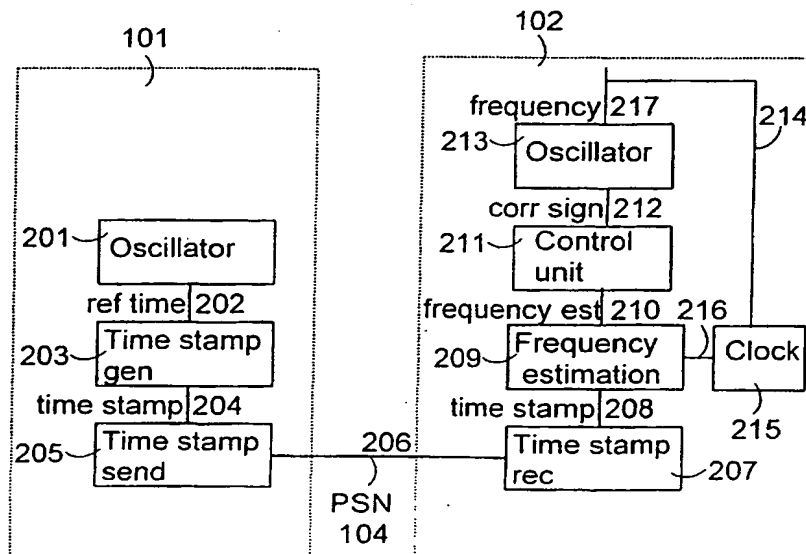 101
102
frequency 217
214
213
Oscillator
corr sign 212
201
211
Oscillator
Control
unit
ref time 202
frequency est 210
216
203
Time stamp
gen
209
Frequency
estimation
Clock
time stamp 204
time stamp 208
215
205
Time stamp
send
206
Time stamp
rec
207
PSN
104